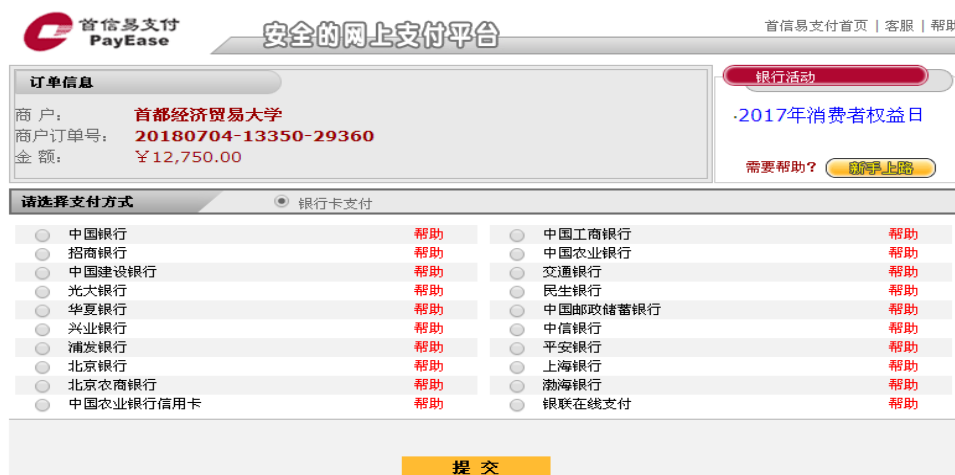 首信易支付
PayEase
安全的网上支付平台
首信易支付首页 | 客服 | 帮助
订单信息
商 户： 首都经济贸易大学
商户订单号： 20180704-13350-29360
金 额： ￥12,750.00
银行活动
·2017年消费者权益日
需要帮助? 新手上路
请选择支付方式 银行卡支付
中国银行 帮助 中国工商银行 帮助
招商银行 帮助 中国农业银行 帮助
中国建设银行 帮助 交通银行 帮助
光大银行 帮助 民生银行 帮助
华夏银行 帮助 中国邮政储蓄银行 帮助
兴业银行 帮助 中信银行 帮助
浦发银行 帮助 平安银行 帮助
北京银行 帮助 上海银行 帮助
北京农商银行 帮助 渤海银行 帮助
中国农业银行信用卡 帮助 银联在线支付 帮助
提 交